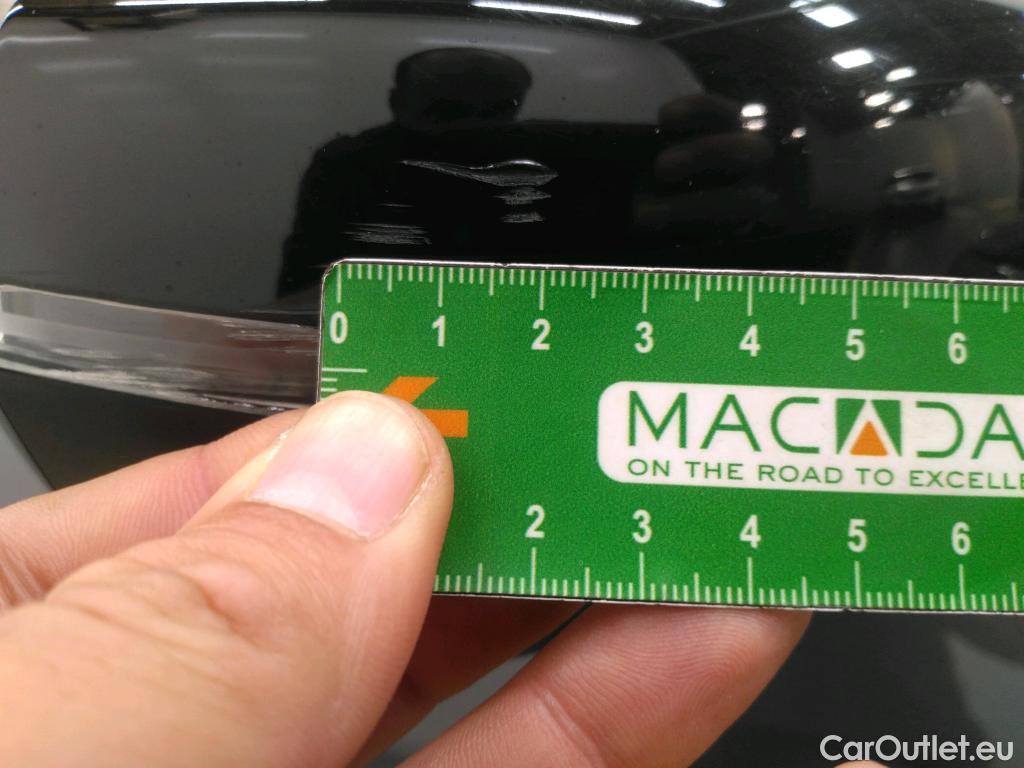 0 1 2 3 4 5 6
MACADA
ON THE ROAD TO EXCELLE
2 3 4 5 6
CarOutlet.eu